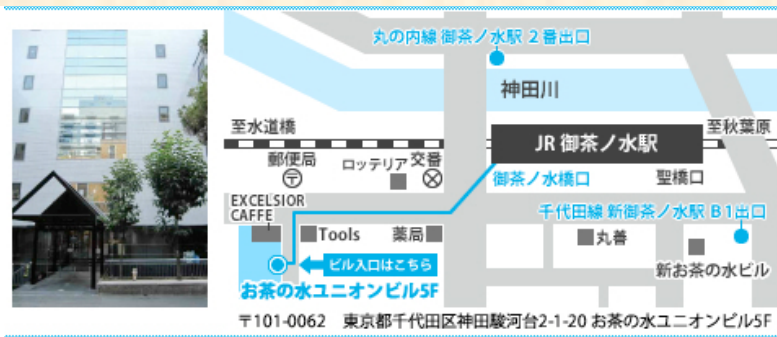 丸の内線 御茶ノ水駅 2番出口
神田川
至水道橋
JR 御茶ノ水駅
至秋葉原
郵便局
ロッテリア
交番
御茶ノ水橋口
聖橋口
EXCELSIOR
CAFFE
千代田線 新御茶ノ水駅 B1出口
Tools
薬局
丸善
ビル入口はこちら
新お茶の水ビル
お茶の水ユニオンビル5F
〒101-0062 東京都千代田区神田駿河台2-1-20 お茶の水ユニオンビル5F